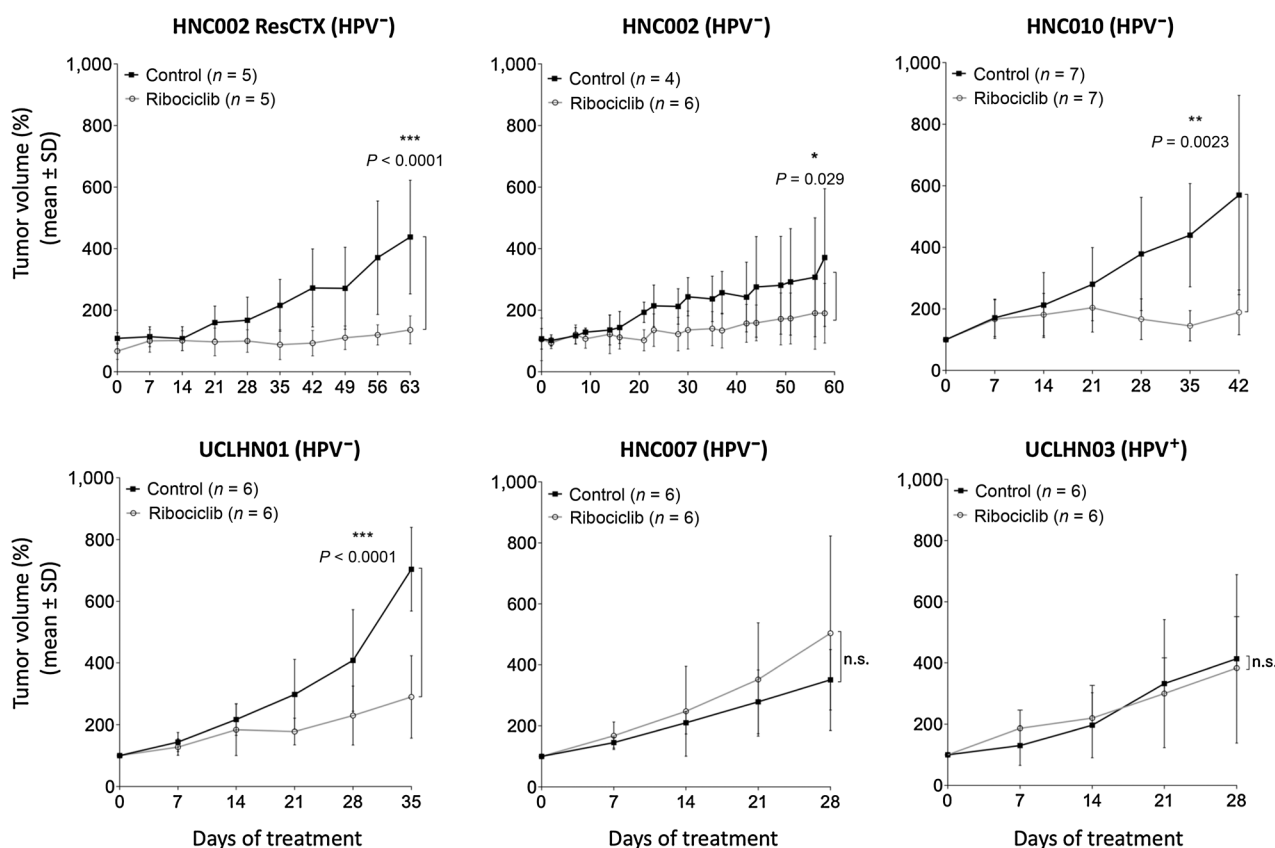 HNC002 ResCTX (HPV⁻)
1,000
800
600
400
200
0
Tumor volume (%)
(mean ± SD)
Control (n = 5)
Ribociclib (n = 5)
***
P < 0.0001
0 7 14 21 28 35 42 49 56 63
HNC002 (HPV⁻)
1,000
800
600
400
200
0
Control (n = 4)
Ribociclib (n = 6)
*
P = 0.029
0 10 20 30 40 50 60
HNC010 (HPV⁻)
1,000
800
600
400
200
0
Control (n = 7)
Ribociclib (n = 7)
**
P = 0.0023
0 7 14 21 28 35 42
UCLHN01 (HPV⁻)
1,000
800
600
400
200
0
Tumor volume (%)
(mean ± SD)
Control (n = 6)
Ribociclib (n = 6)
***
P < 0.0001
0 7 14 21 28 35
Days of treatment
HNC007 (HPV⁻)
1,000
800
600
400
200
0
Control (n = 6)
Ribociclib (n = 6)
n.s.
0 7 14 21 28
Days of treatment
UCLHN03 (HPV⁺)
1,000
800
600
400
200
0
Control (n = 6)
Ribociclib (n = 6)
n.s.
0 7 14 21 28
Days of treatment